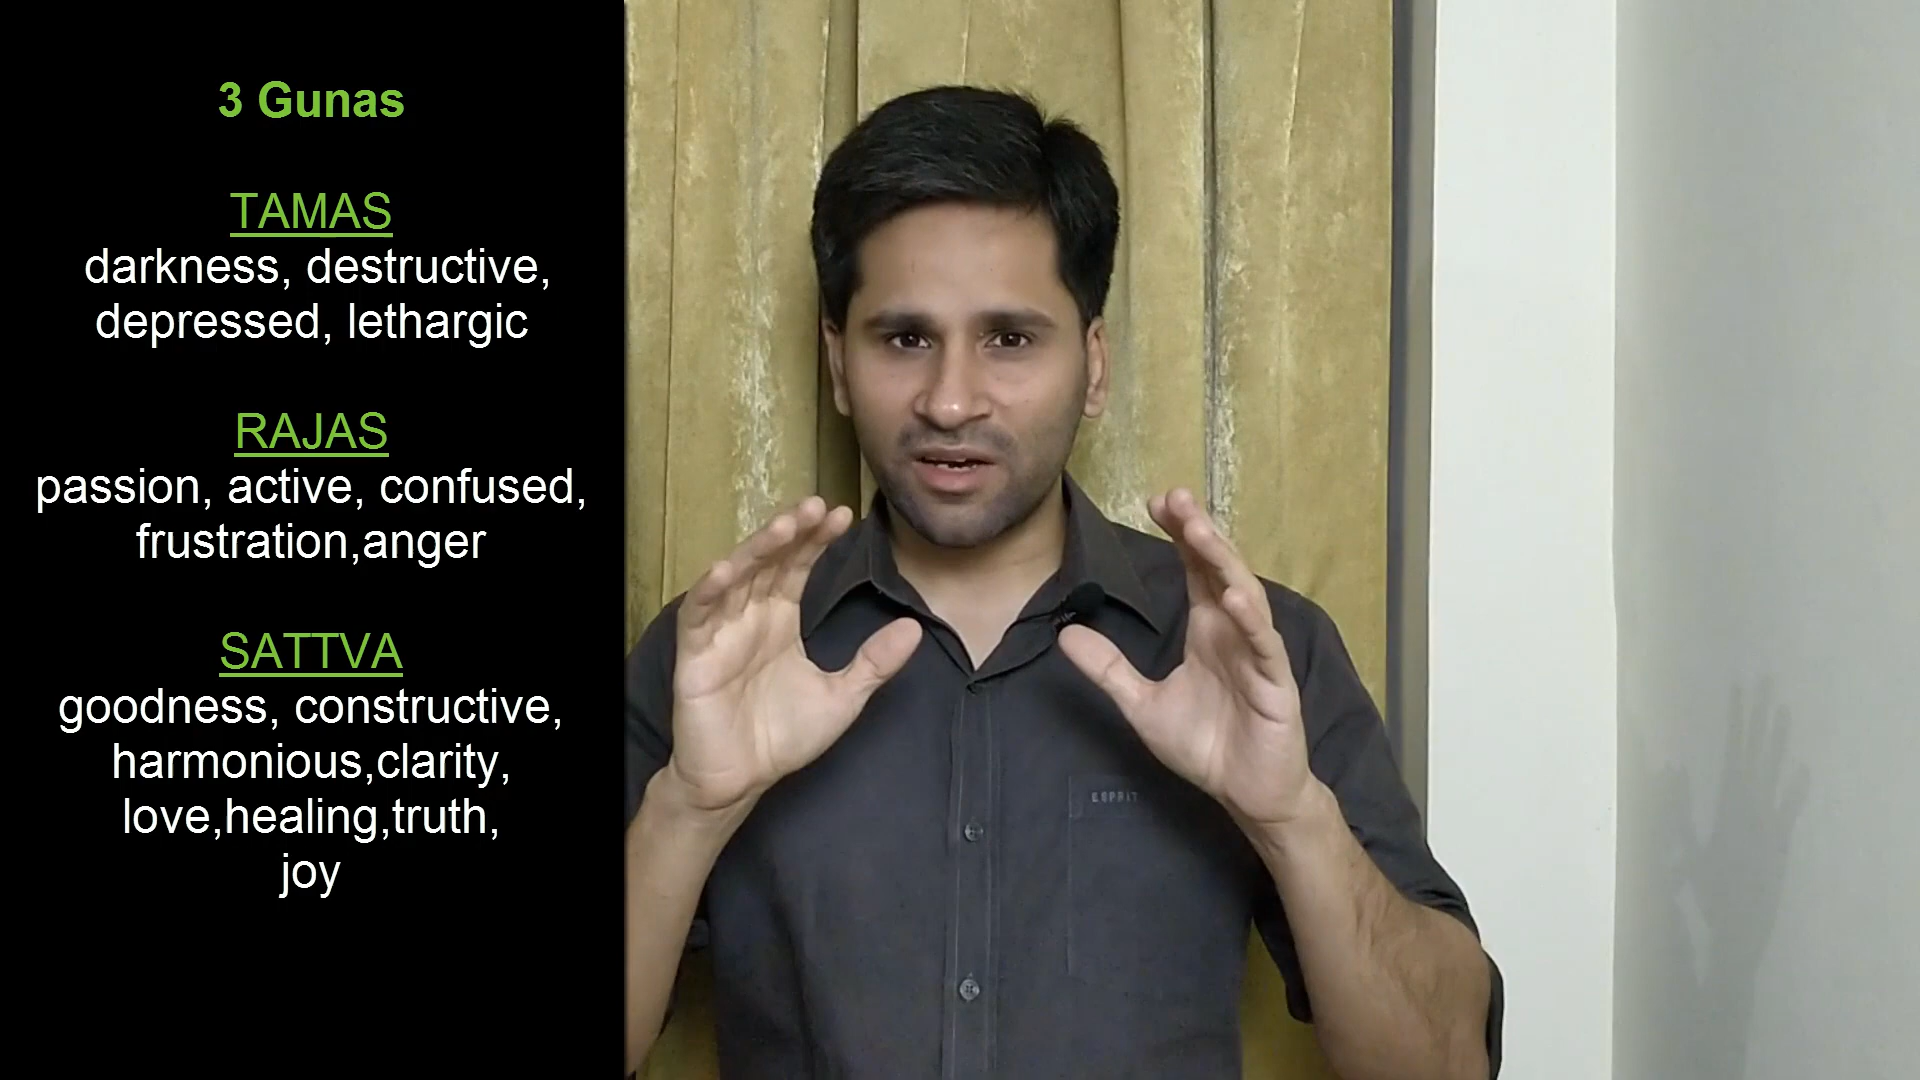 3 Gunas
TAMAS
darkness, destructive,
depressed, lethargic
RAJAS
passion, active, confused,
frustration,anger
SATTVA
goodness, constructive,
harmonious,clarity,
love,healing,truth,
joy
ESPRIT